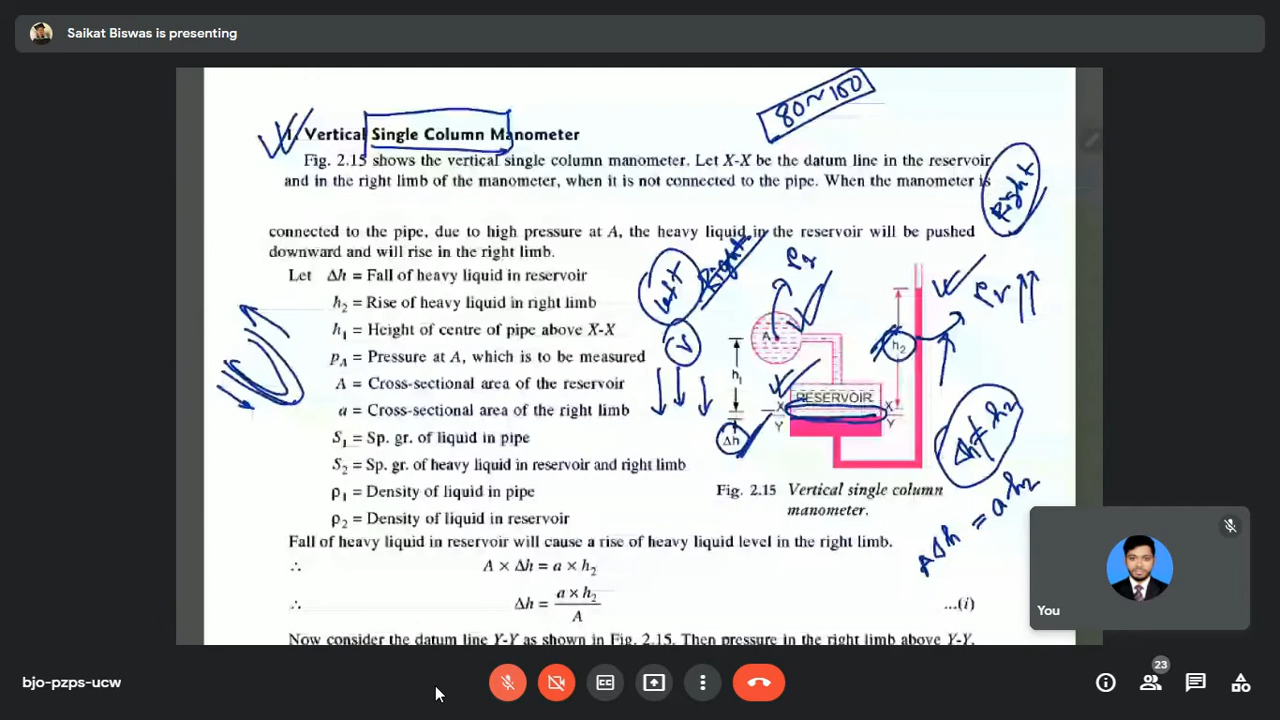 Saikat Biswas is presenting
80~100
1. Vertical Single Column Manometer
Fig. 2.15 shows the vertical single column manometer. Let X-X be the datum line in the reservoir
and in the right limb of the manometer, when it is not connected to the pipe. When the manometer is
Right
connected to the pipe, due to high pressure at A, the heavy liquid in the reservoir will be pushed
downward and will rise in the right limb.
Let Δh = Fall of heavy liquid in reservoir
h₂ = Rise of heavy liquid in right limb
h₁ = Height of centre of pipe above X-X
p_A = Pressure at A, which is to be measured
A = Cross-sectional area of the reservoir
a = Cross-sectional area of the right limb
S₁ = Sp. gr. of liquid in pipe
S₂ = Sp. gr. of heavy liquid in reservoir and right limb
ρ₁ = Density of liquid in pipe
ρ₂ = Density of liquid in reservoir
left
Right
A
h₁
h₂
RESERVOIR
X
X
Y
Y
Δh
Δh ≠ h₂
AΔh = ah₂
Fig. 2.15 Vertical single column
manometer.
Fall of heavy liquid in reservoir will cause a rise of heavy liquid level in the right limb.
∴ A × Δh = a × h₂
∴ Δh = a × h₂ / A ...(i)
Now consider the datum line Y-Y as shown in Fig. 2.15. Then pressure in the right limb above Y-Y.
You
bjo-pzps-ucw
CC
23